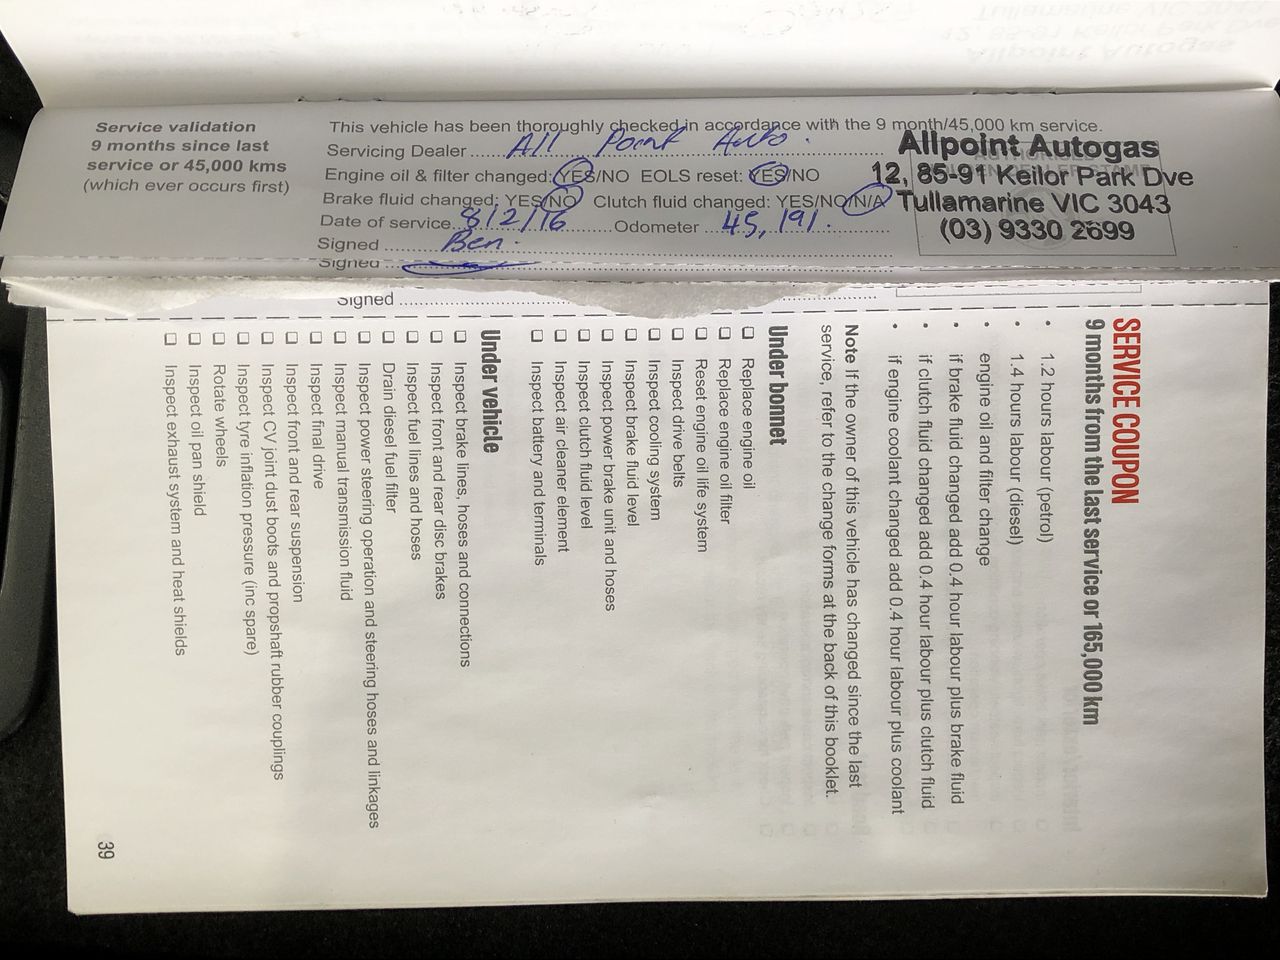 Service validation
9 months since last
service or 45,000 kms
(which ever occurs first)
This vehicle has been thoroughly checked in accordance with the 9 month/45,000 km service.
Servicing Dealer All Point Auto.
Engine oil & filter changed: YES/NO EOLS reset: YES/NO
Brake fluid changed: YES/NO Clutch fluid changed: YES/NO/N/A
Date of service 8/2/16 Odometer 45,191.
Signed Ben.
Signed
Signed
Allpoint Autogas
12, 85-91 Keilor Park Dve
Tullamarine VIC 3043
(03) 9330 2699
SERVICE COUPON
9 months from the last service or 165,000 km
• 1.2 hours labour (petrol)
• 1.4 hours labour (diesel)
• engine oil and filter change
• if brake fluid changed add 0.4 hour labour plus brake fluid
• if clutch fluid changed add 0.4 hour labour plus clutch fluid
• if engine coolant changed add 0.4 hour labour plus coolant
Note If the owner of this vehicle has changed since the last
service, refer to the change forms at the back of this booklet.
Under bonnet
❑ Replace engine oil
❑ Replace engine oil filter
❑ Reset engine oil life system
❑ Inspect drive belts
❑ Inspect cooling system
❑ Inspect brake fluid level
❑ Inspect power brake unit and hoses
❑ Inspect clutch fluid level
❑ Inspect air cleaner element
❑ Inspect battery and terminals
Under vehicle
❑ Inspect brake lines, hoses and connections
❑ Inspect front and rear disc brakes
❑ Inspect fuel lines and hoses
❑ Drain diesel fuel filter
❑ Inspect power steering operation and steering hoses and linkages
❑ Inspect manual transmission fluid
❑ Inspect final drive
❑ Inspect front and rear suspension
❑ Inspect CV joint dust boots and propshaft rubber couplings
❑ Inspect tyre inflation pressure (inc spare)
❑ Rotate wheels
❑ Inspect oil pan shield
❑ Inspect exhaust system and heat shields
39